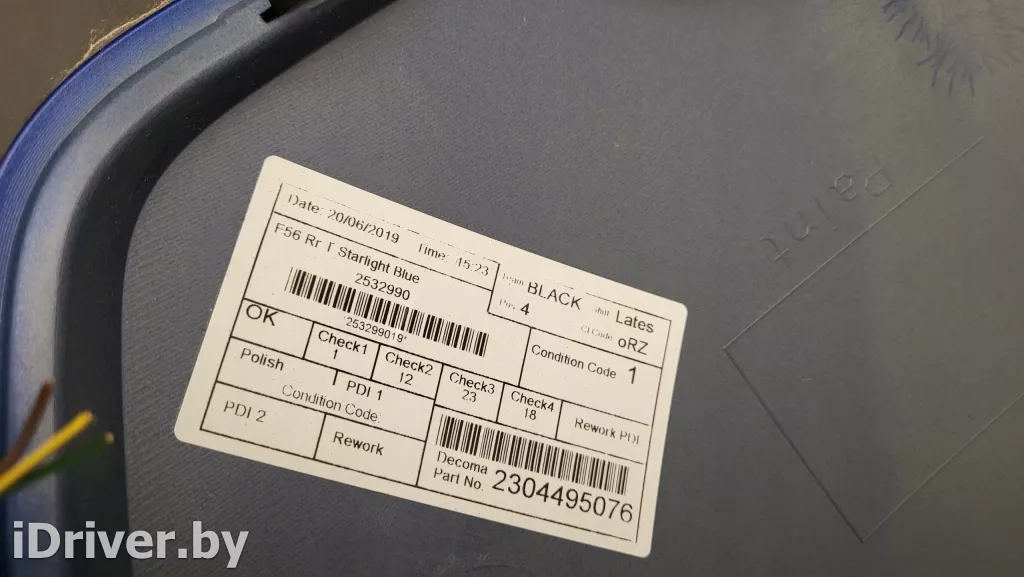 Date: 20/06/2019 Time: 45:23
F56 Rr T Starlight Blue
2532990
253299019*
Team BLACK Shift Lates
Pos 4 Cl Code oRZ
OK
Check1
1
Check2
12
Check3
23
Check4
18
Condition Code 1
Polish
PDI 1
Rework PDI
Condition Code:
PDI 2
Rework
Decoma
Part No. 2304495076
Paint
iDriver.by